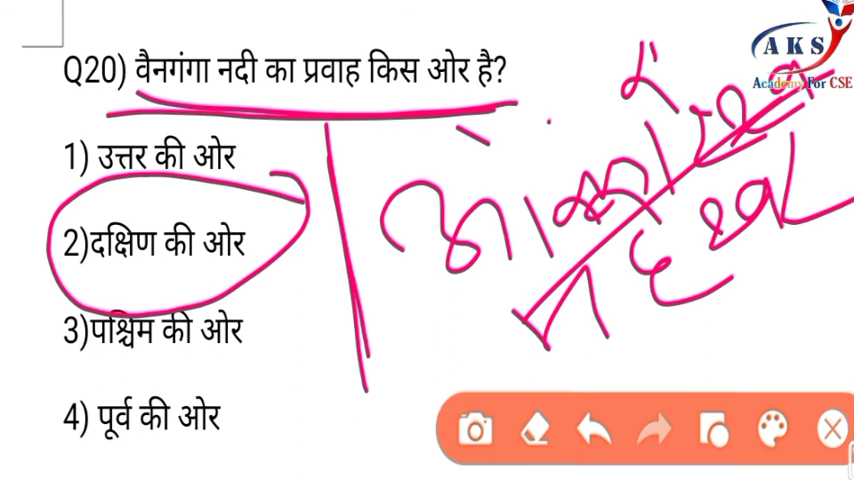 AKS
Academy For CSE
Q20) वैनगंगा नदी का प्रवाह किस ओर है?
1) उत्तर की ओर
2)दक्षिण की ओर
3)पश्चिम की ओर
4) पूर्व की ओर